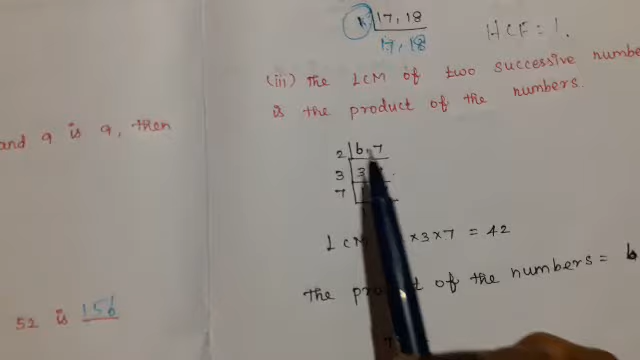 1 | 17, 18
17, 18
HCF = 1.
(iii) The LCM of two successive
is the product of the numbers.
and 9 is 9, then
2 | 6, 7
3 | 3
7 |
LCM × 3 × 7 = 42
The of the numbers = 6
52 is 156